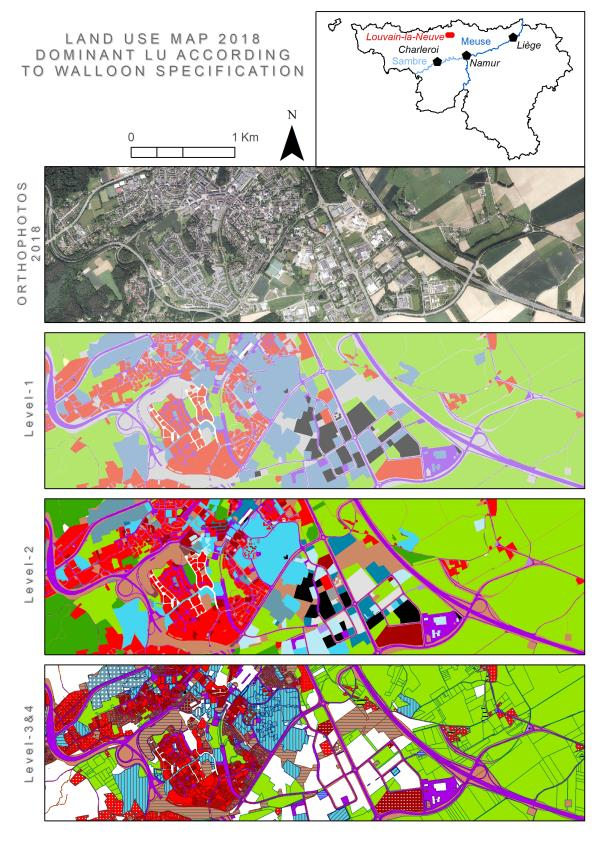 LAND USE MAP 2018
DOMINANT LU ACCORDING
TO WALLOON SPECIFICATION
Louvain-la-Neuve
Meuse
Liège
Charleroi
Sambre
Namur
N
0 1 Km
ORTHOPHOTOS
2018
Level-1
Level-2
Level-3&4